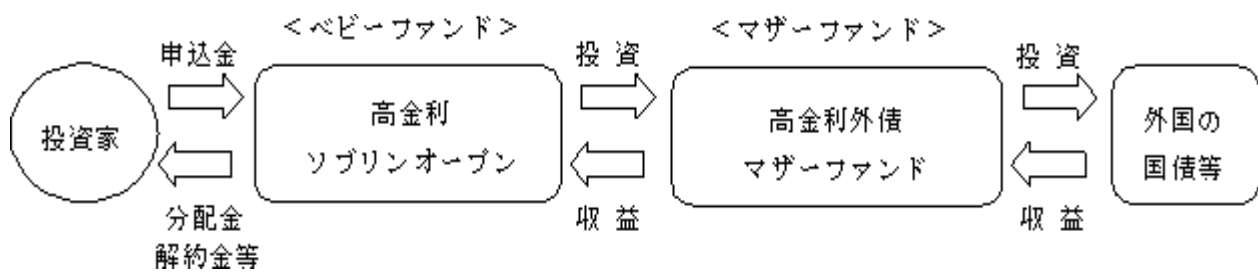 <ベビーファンド>
<マザーファンド>
申込金
投資
投資
投資家
高金利
ソブリンオープン
高金利外債
マザーファンド
外国の
国債等
分配金
解約金等
収益
収益